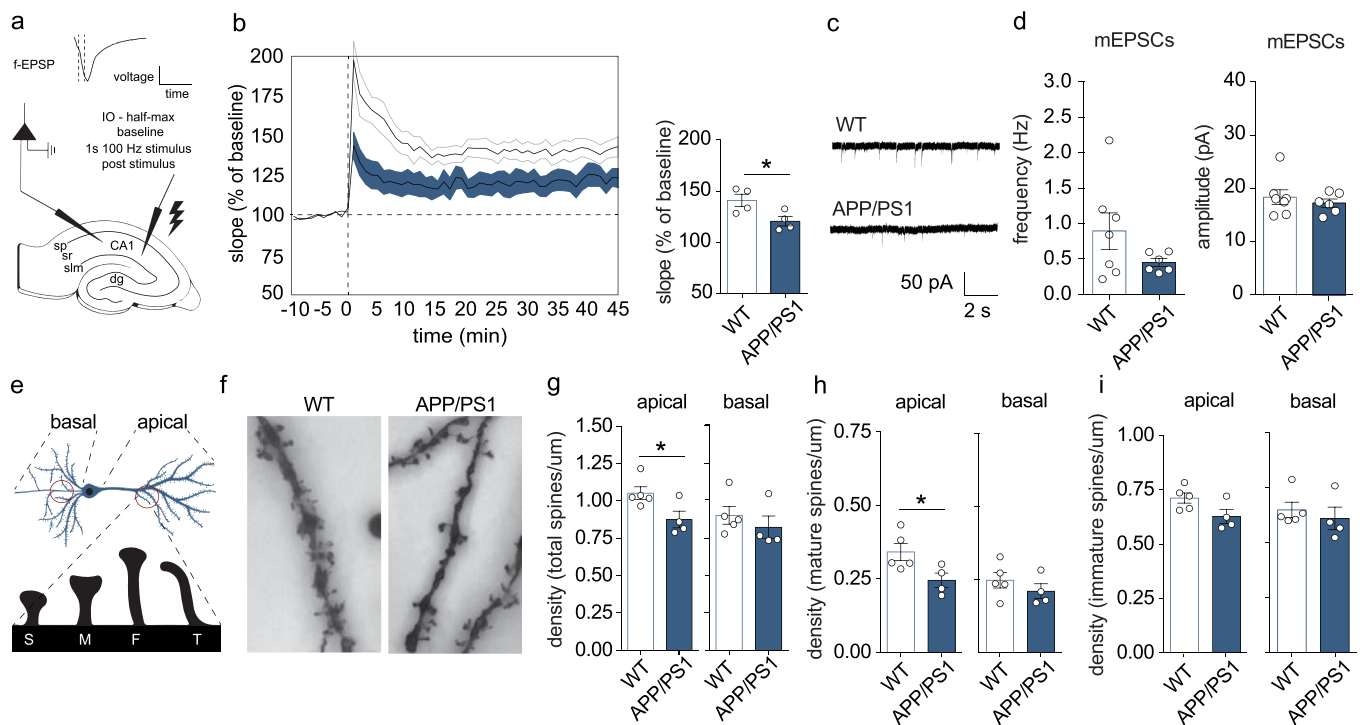 a
f-EPSP
voltage
time
IO - half-max
baseline
1s 100 Hz stimulus
post stimulus
CA1
sp
sr
slm
dg
b
slope (% of baseline)
200
175
150
125
100
75
50
-10 -5 0 5 10 15 20 25 30 35 40 45
time (min)
slope (% of baseline)
200
150
100
50
*
WT
APP/PS1
c
WT
APP/PS1
50 pA
2 s
d
mEPSCs
frequency (Hz)
3.0
2.5
2.0
1.5
1.0
0.5
0.0
WT
APP/PS1
mEPSCs
amplitude (pA)
40
30
20
10
0
WT
APP/PS1
e
basal apical
S M F T
f
WT APP/PS1
g
apical basal
density (total spines/um)
1.50
1.25
1.00
0.75
0.50
0.25
0.00
*
WT
APP/PS1
WT
APP/PS1
h
apical basal
density (mature spines/um)
0.75
0.50
0.25
0.00
*
WT
APP/PS1
WT
APP/PS1
i
apical basal
density (immature spines/um)
1.00
0.75
0.50
0.25
0.00
WT
APP/PS1
WT
APP/PS1